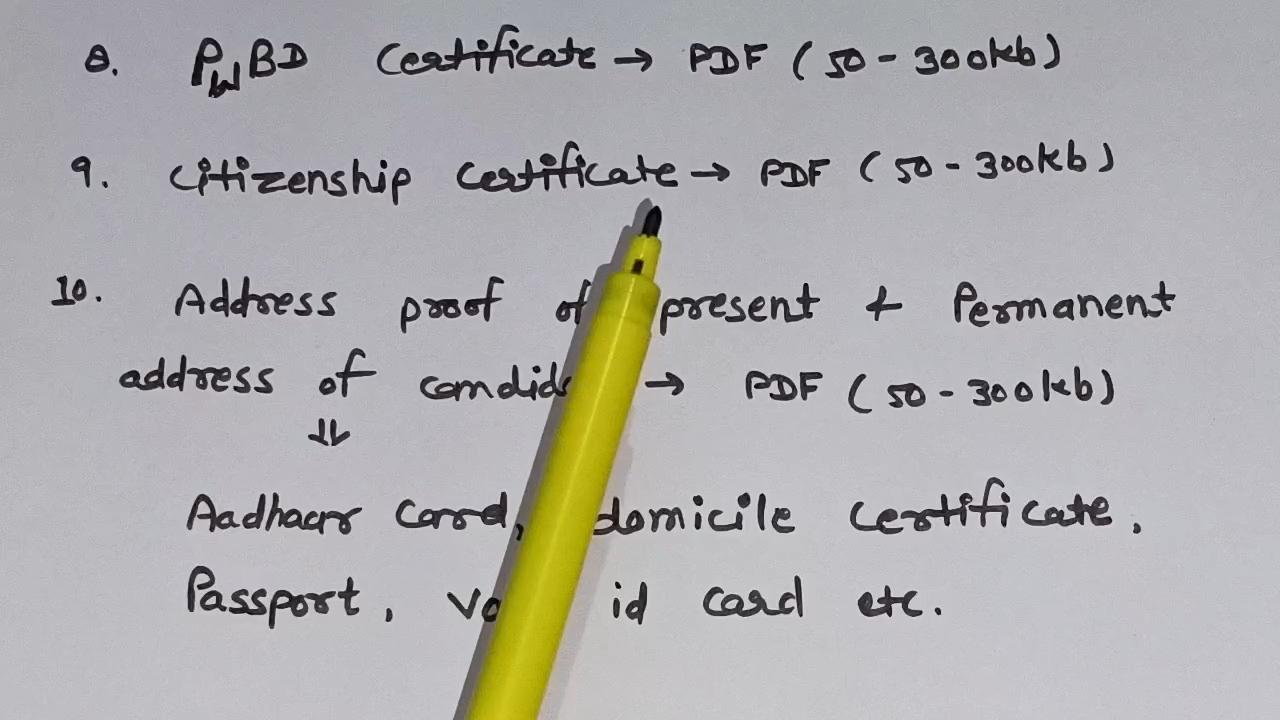 8. PwBD Certificate → PDF (50-300kb)
9. Citizenship Certificate → PDF (50-300kb)
10. Address proof of present + Permanent
address of candid → PDF (50-300kb)
⇓
Aadhaar Card, domicile Certificate,
Passport, id card etc.